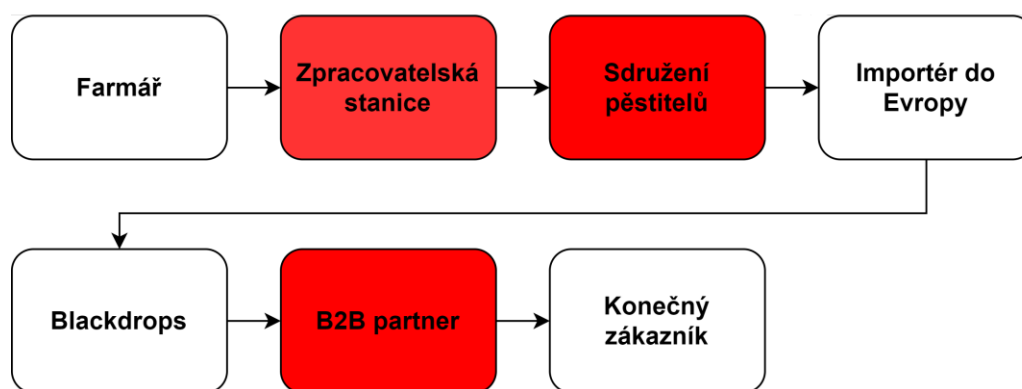 Farmář
Zpracovatelská
stanice
Sdružení
pěstitelů
Importér do
Evropy
Blackdrops
B2B partner
Konečný
zákazník